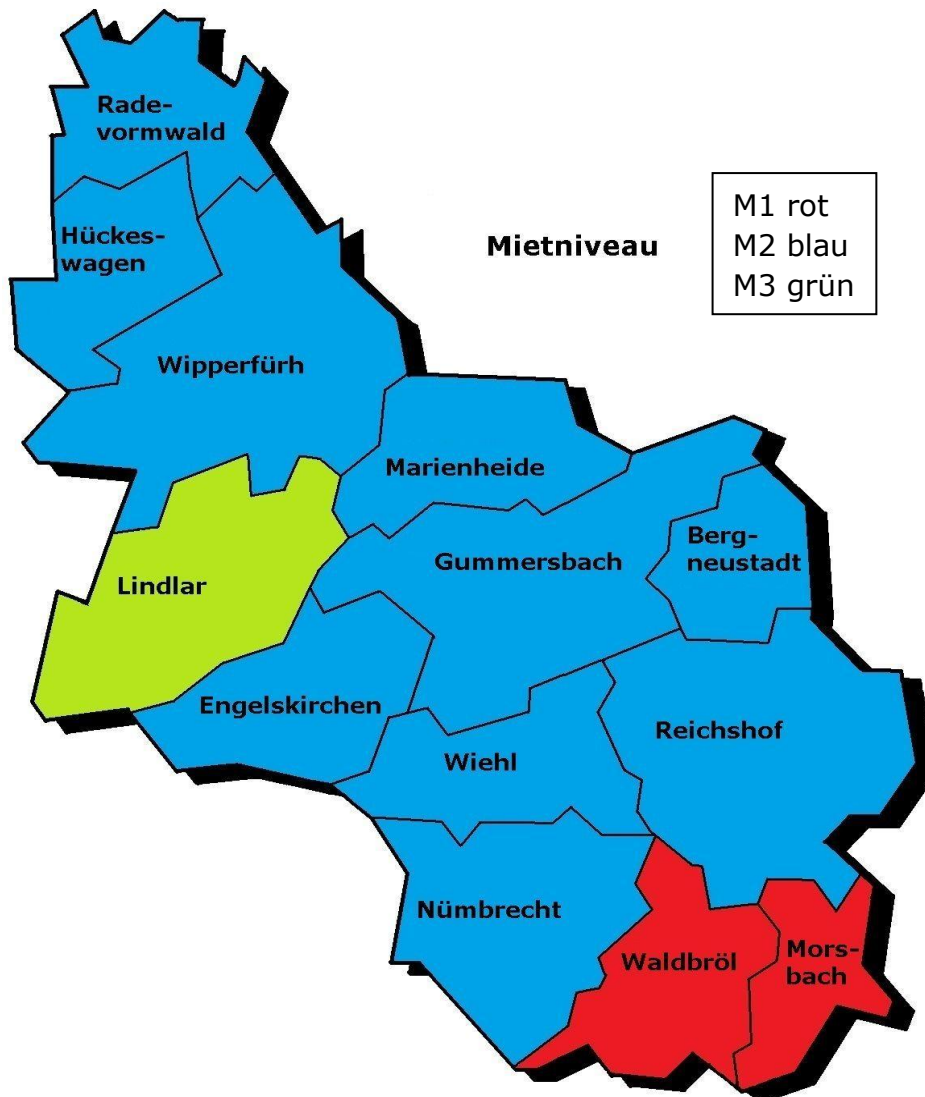 Rade-
vormwald
Hückes-
wagen
Mietniveau
M1 rot
M2 blau
M3 grün
Wipperfürh
Marienheide
Berg-
neustadt
Gummersbach
Lindlar
Engelskirchen
Reichshof
Wiehl
Nümbrecht
Waldbröl
Mors-
bach